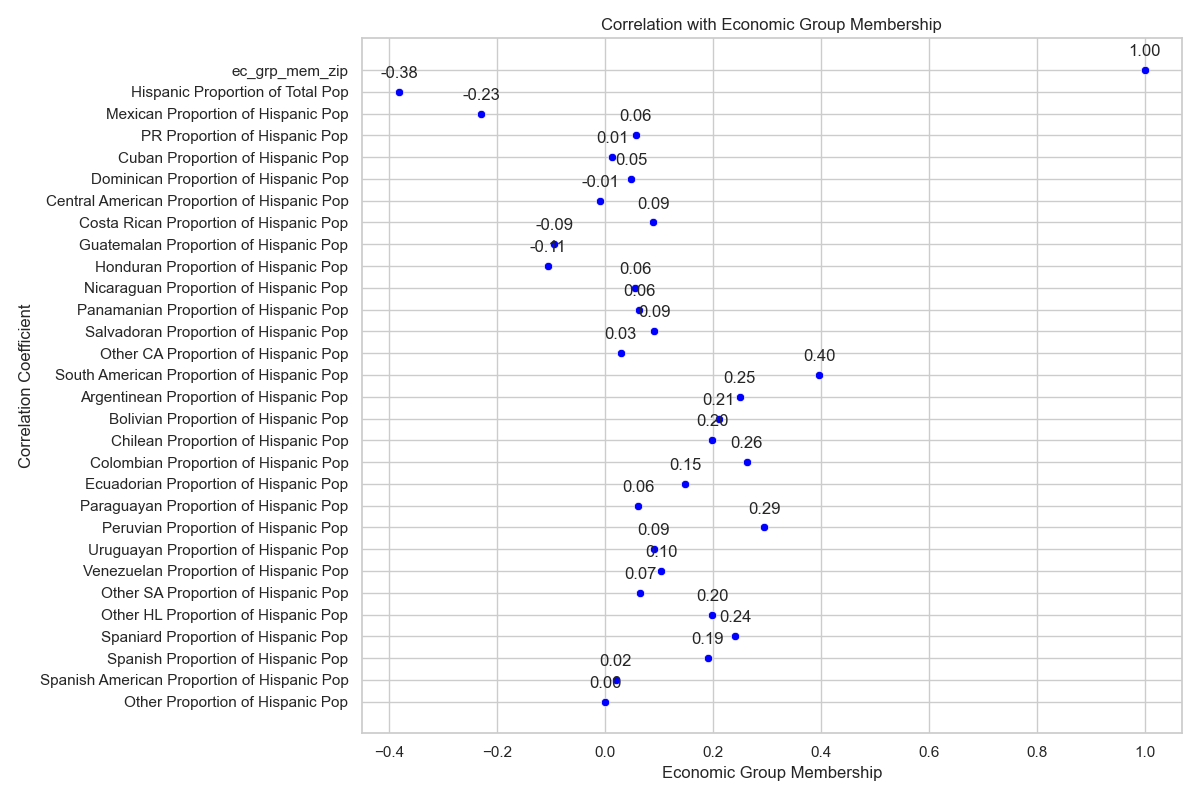 Correlation with Economic Group Membership
Correlation Coefficient
ec_grp_mem_zip
Hispanic Proportion of Total Pop
Mexican Proportion of Hispanic Pop
PR Proportion of Hispanic Pop
Cuban Proportion of Hispanic Pop
Dominican Proportion of Hispanic Pop
Central American Proportion of Hispanic Pop
Costa Rican Proportion of Hispanic Pop
Guatemalan Proportion of Hispanic Pop
Honduran Proportion of Hispanic Pop
Nicaraguan Proportion of Hispanic Pop
Panamanian Proportion of Hispanic Pop
Salvadoran Proportion of Hispanic Pop
Other CA Proportion of Hispanic Pop
South American Proportion of Hispanic Pop
Argentinean Proportion of Hispanic Pop
Bolivian Proportion of Hispanic Pop
Chilean Proportion of Hispanic Pop
Colombian Proportion of Hispanic Pop
Ecuadorian Proportion of Hispanic Pop
Paraguayan Proportion of Hispanic Pop
Peruvian Proportion of Hispanic Pop
Uruguayan Proportion of Hispanic Pop
Venezuelan Proportion of Hispanic Pop
Other SA Proportion of Hispanic Pop
Other HL Proportion of Hispanic Pop
Spaniard Proportion of Hispanic Pop
Spanish Proportion of Hispanic Pop
Spanish American Proportion of Hispanic Pop
Other Proportion of Hispanic Pop
1.00
-0.38
-0.23
0.06
0.01
0.05
-0.01
0.09
-0.09
-0.11
0.06
0.06
0.09
0.03
0.40
0.25
0.21
0.20
0.26
0.15
0.06
0.29
0.09
0.10
0.07
0.20
0.24
0.19
0.02
0.00
−0.4 −0.2 0.0 0.2 0.4 0.6 0.8 1.0
Economic Group Membership